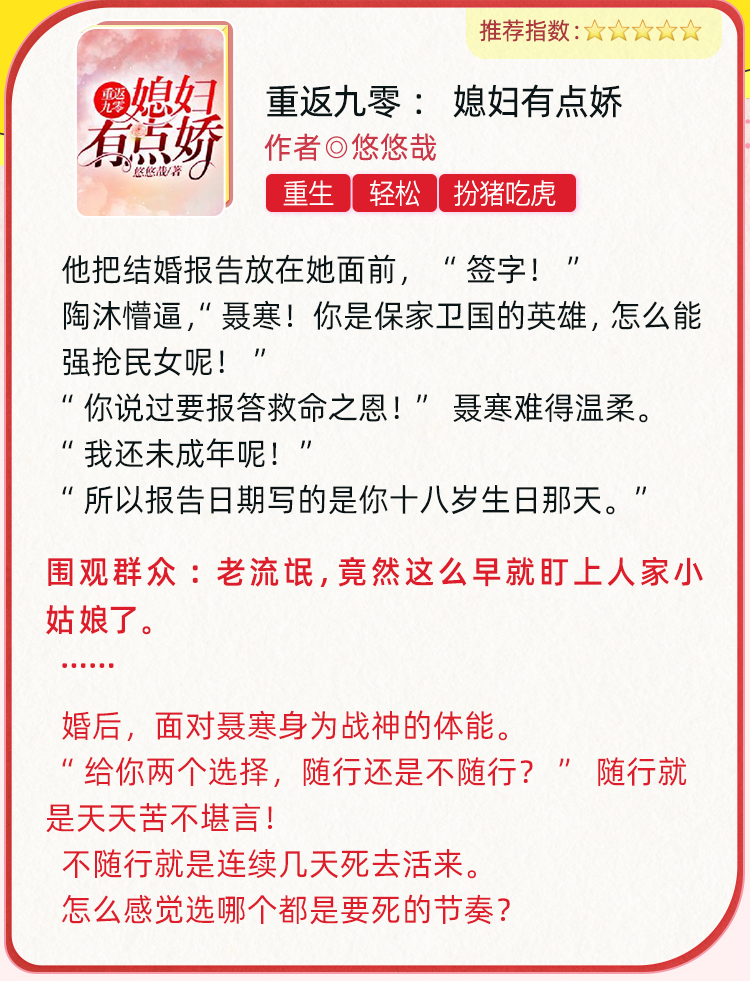 推荐指数：
重返九零
媳妇
有点娇
悠悠哉/著
重返九零： 媳妇有点娇
作者◎悠悠哉
重生 轻松 扮猪吃虎
他把结婚报告放在她面前，“签字！”
陶沐懵逼，“聂寒！你是保家卫国的英雄，怎么能
强抢民女呢！”
“你说过要报答救命之恩！” 聂寒难得温柔。
“我还未成年呢！”
“所以报告日期写的是你十八岁生日那天。”
围观群众：老流氓，竟然这么早就盯上人家小
姑娘了。
······
婚后，面对聂寒身为战神的体能。
“给你两个选择，随行还是不随行？” 随行就
是天天苦不堪言！
不随行就是连续几天死去活来。
怎么感觉选哪个都是要死的节奏？